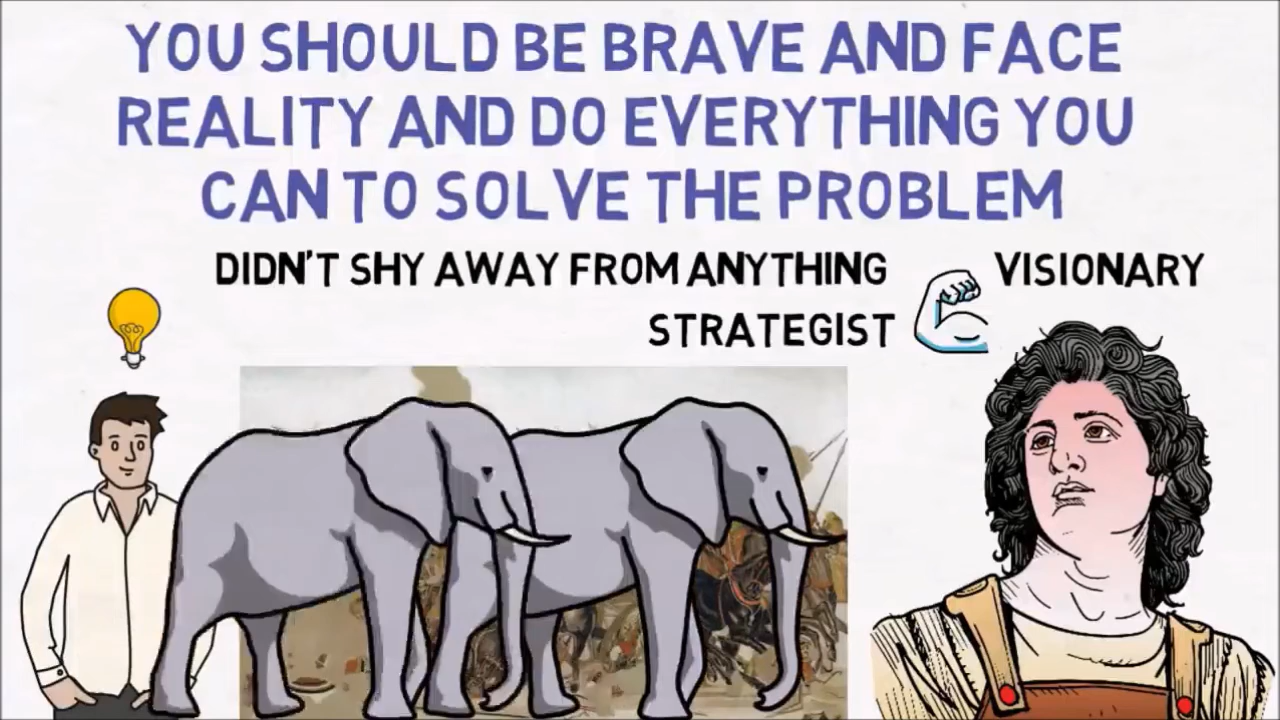 YOU SHOULD BE BRAVE AND FACE
REALITY AND DO EVERYTHING YOU
CAN TO SOLVE THE PROBLEM
DIDN'T SHY AWAY FROM ANYTHING
VISIONARY
STRATEGIST